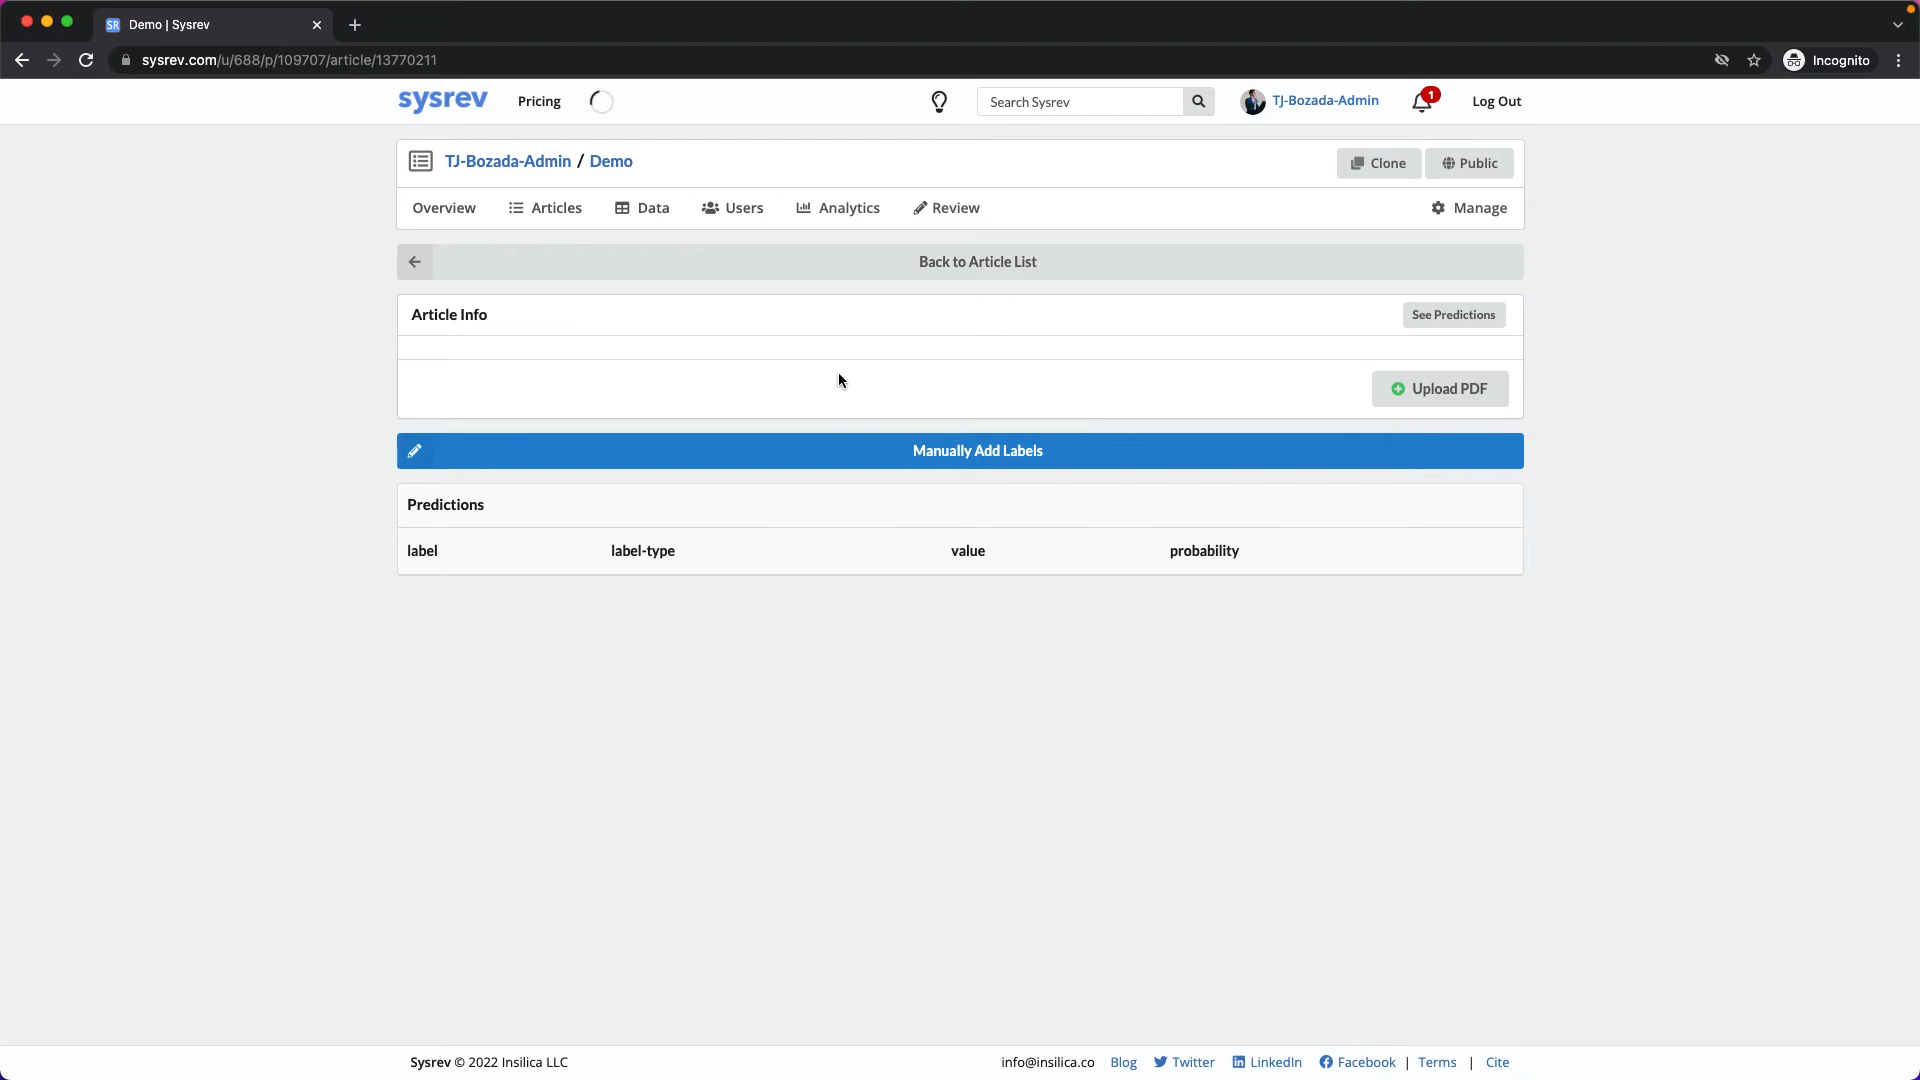 SR Demo | Sysrev
sysrev.com/u/688/p/109707/article/13770211
Incognito
sysrev Pricing Search Sysrev TJ-Bozada-Admin 1 Log Out
TJ-Bozada-Admin / Demo Clone Public
Overview Articles Data Users Analytics Review Manage
Back to Article List
Article Info See Predictions
Upload PDF
Manually Add Labels
Predictions
label label-type value probability
Sysrev © 2022 Insilica LLC info@insilica.co Blog Twitter LinkedIn Facebook | Terms | Cite